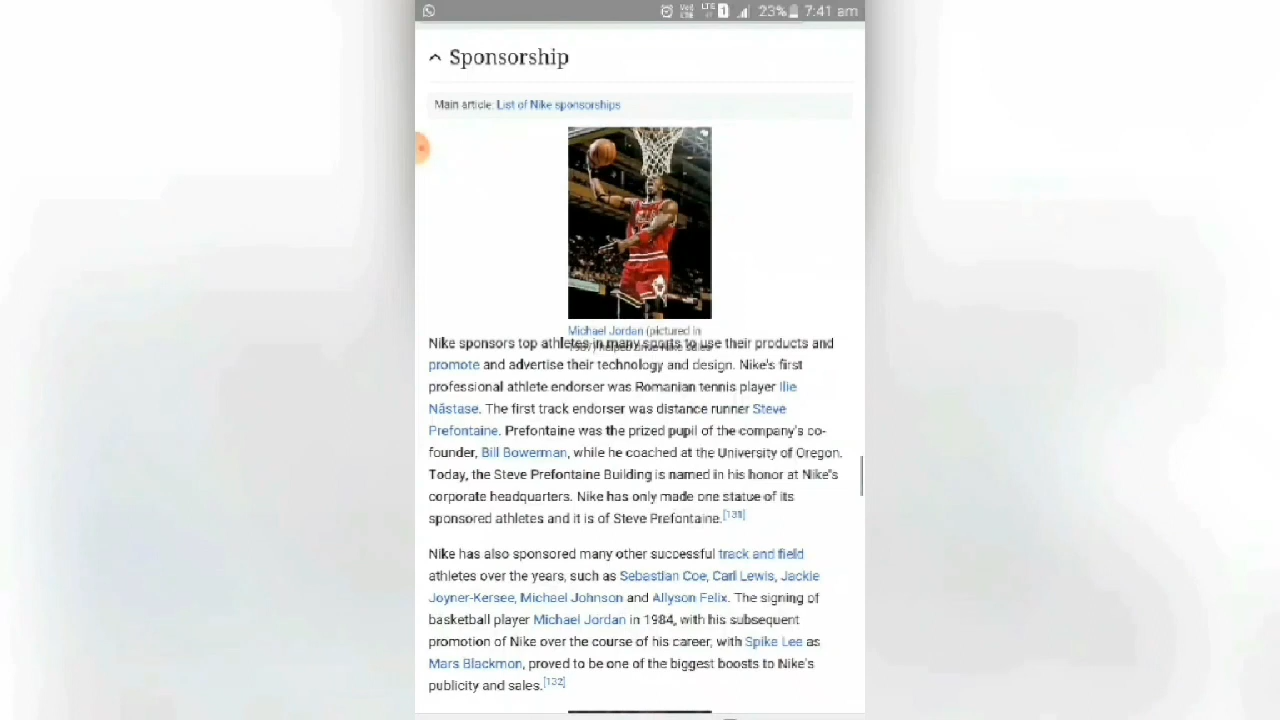 LTE 1 23% 7:41 am
Sponsorship
Main article: List of Nike sponsorships
Michael Jordan (pictured in
Nike sponsors top athletes in many sports to use their products and
promote and advertise their technology and design. Nike's first
professional athlete endorser was Romanian tennis player Ilie
Năstase. The first track endorser was distance runner Steve
Prefontaine. Prefontaine was the prized pupil of the company's co-
founder, Bill Bowerman, while he coached at the University of Oregon.
Today, the Steve Prefontaine Building is named in his honor at Nike's
corporate headquarters. Nike has only made one statue of its
sponsored athletes and it is of Steve Prefontaine.[131]
Nike has also sponsored many other successful track and field
athletes over the years, such as Sebastian Coe, Carl Lewis, Jackie
Joyner-Kersee, Michael Johnson and Allyson Felix. The signing of
basketball player Michael Jordan in 1984, with his subsequent
promotion of Nike over the course of his career, with Spike Lee as
Mars Blackmon, proved to be one of the biggest boosts to Nike's
publicity and sales.[132]